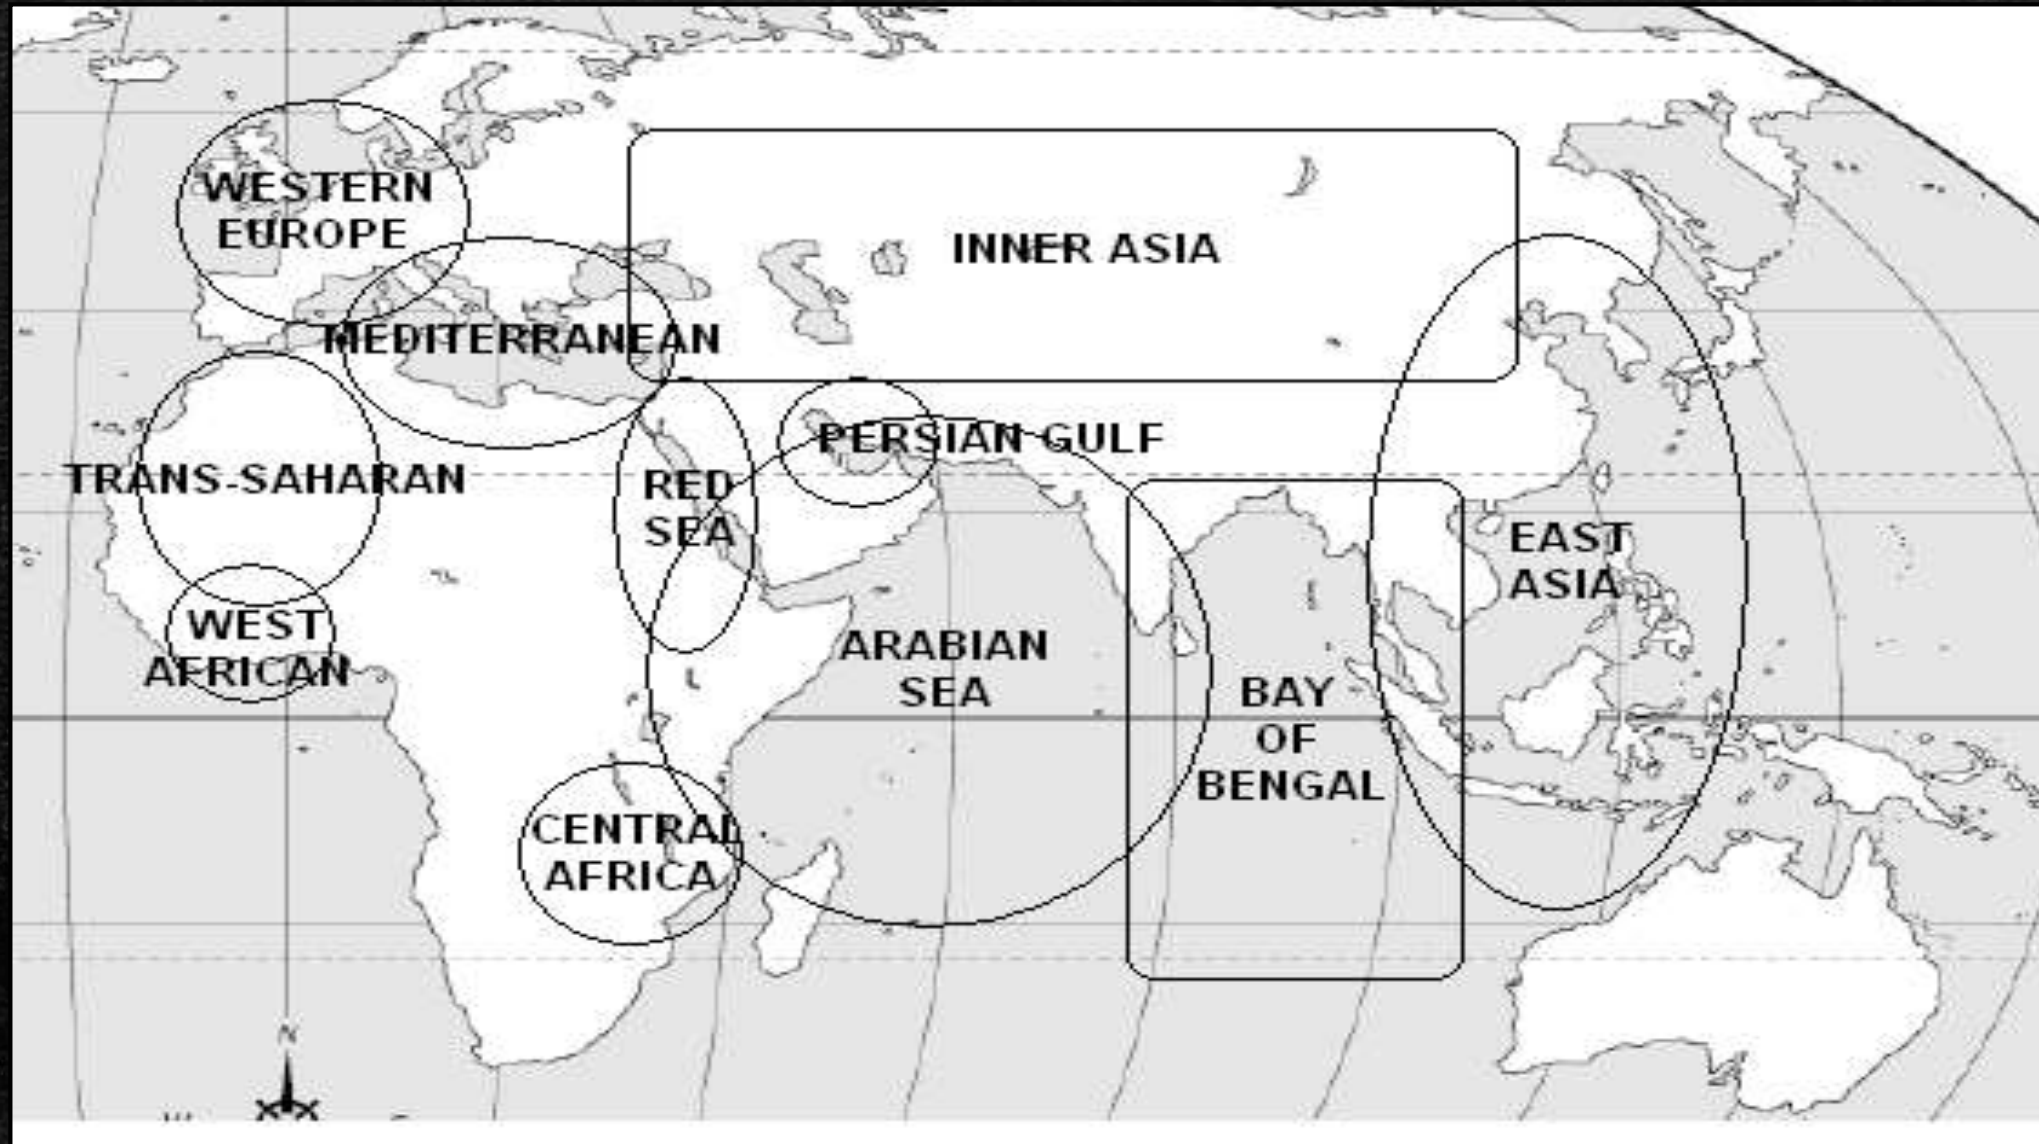 WESTERN
EUROPE
INNER ASIA
MEDITERRANEAN
PERSIAN GULF
TRANS-SAHARAN
RED
SEA
EAST
ASIA
WEST
AFRICAN
ARABIAN
SEA
BAY
OF
BENGAL
CENTRAL
AFRICA
N